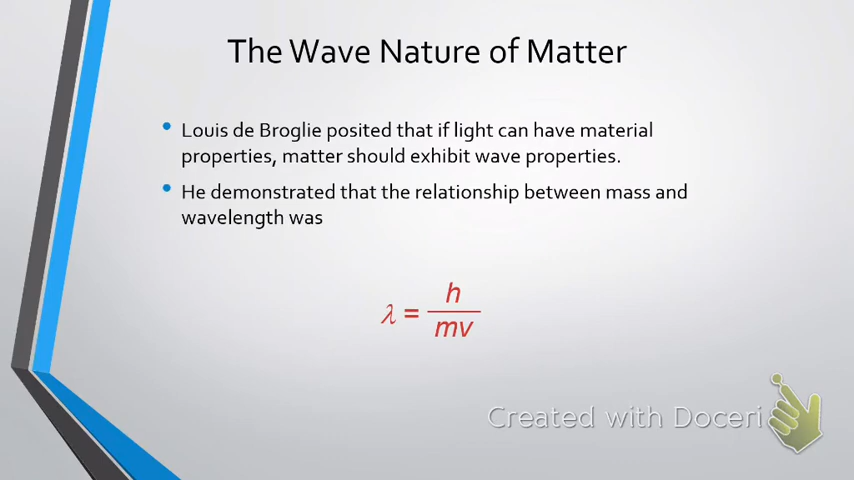 The Wave Nature of Matter
• Louis de Broglie posited that if light can have material
properties, matter should exhibit wave properties.
• He demonstrated that the relationship between mass and
wavelength was
λ = h
mv
Created with Doceri